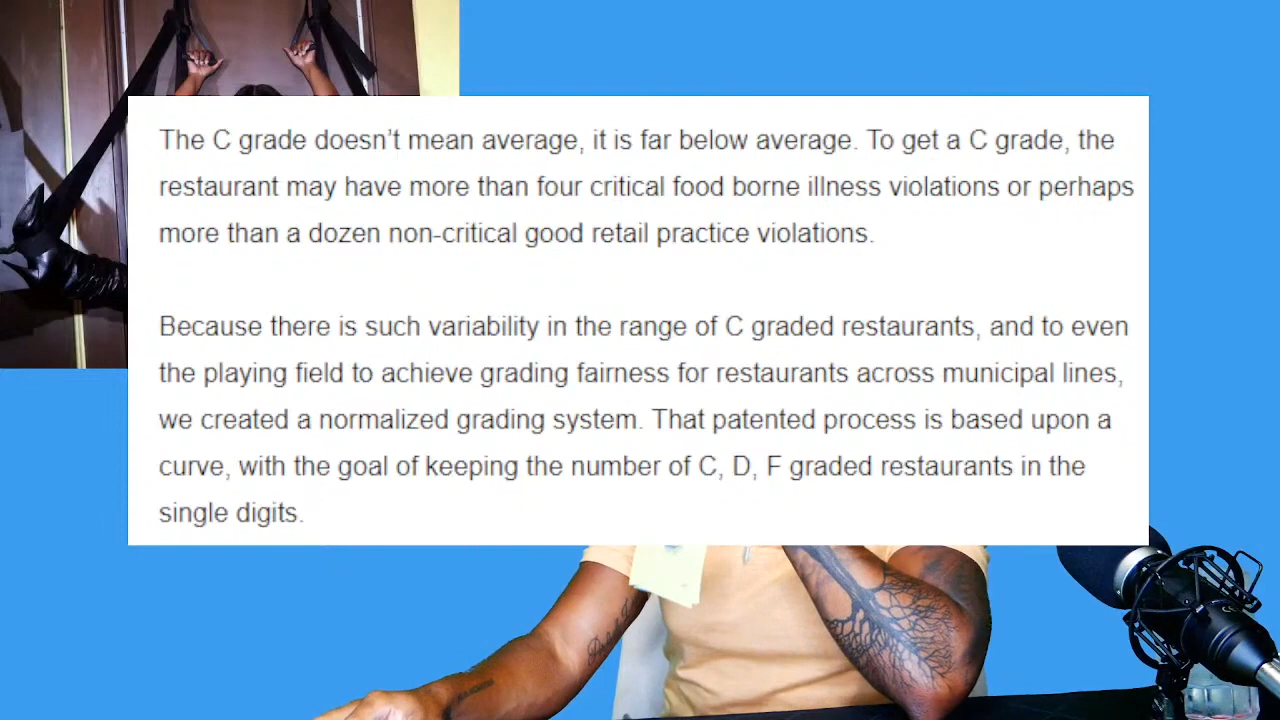 The C grade doesn’t mean average, it is far below average. To get a C grade, the
restaurant may have more than four critical food borne illness violations or perhaps
more than a dozen non-critical good retail practice violations.
Because there is such variability in the range of C graded restaurants, and to even
the playing field to achieve grading fairness for restaurants across municipal lines,
we created a normalized grading system. That patented process is based upon a
curve, with the goal of keeping the number of C, D, F graded restaurants in the
single digits.